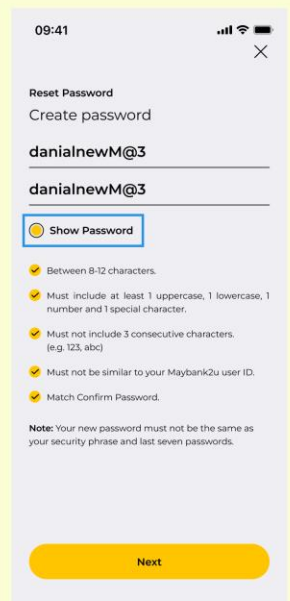 09:41
Reset Password
Create password
danialnewM@3
danialnewM@3
Show Password
Between 8-12 characters.
Must include at least 1 uppercase, 1 lowercase, 1
number and 1 special character.
Must not include 3 consecutive characters.
(e.g. 123, abc)
Must not be similar to your Maybank2u user ID.
Match Confirm Password.
Note: Your new password must not be the same as
your security phrase and last seven passwords.
Next